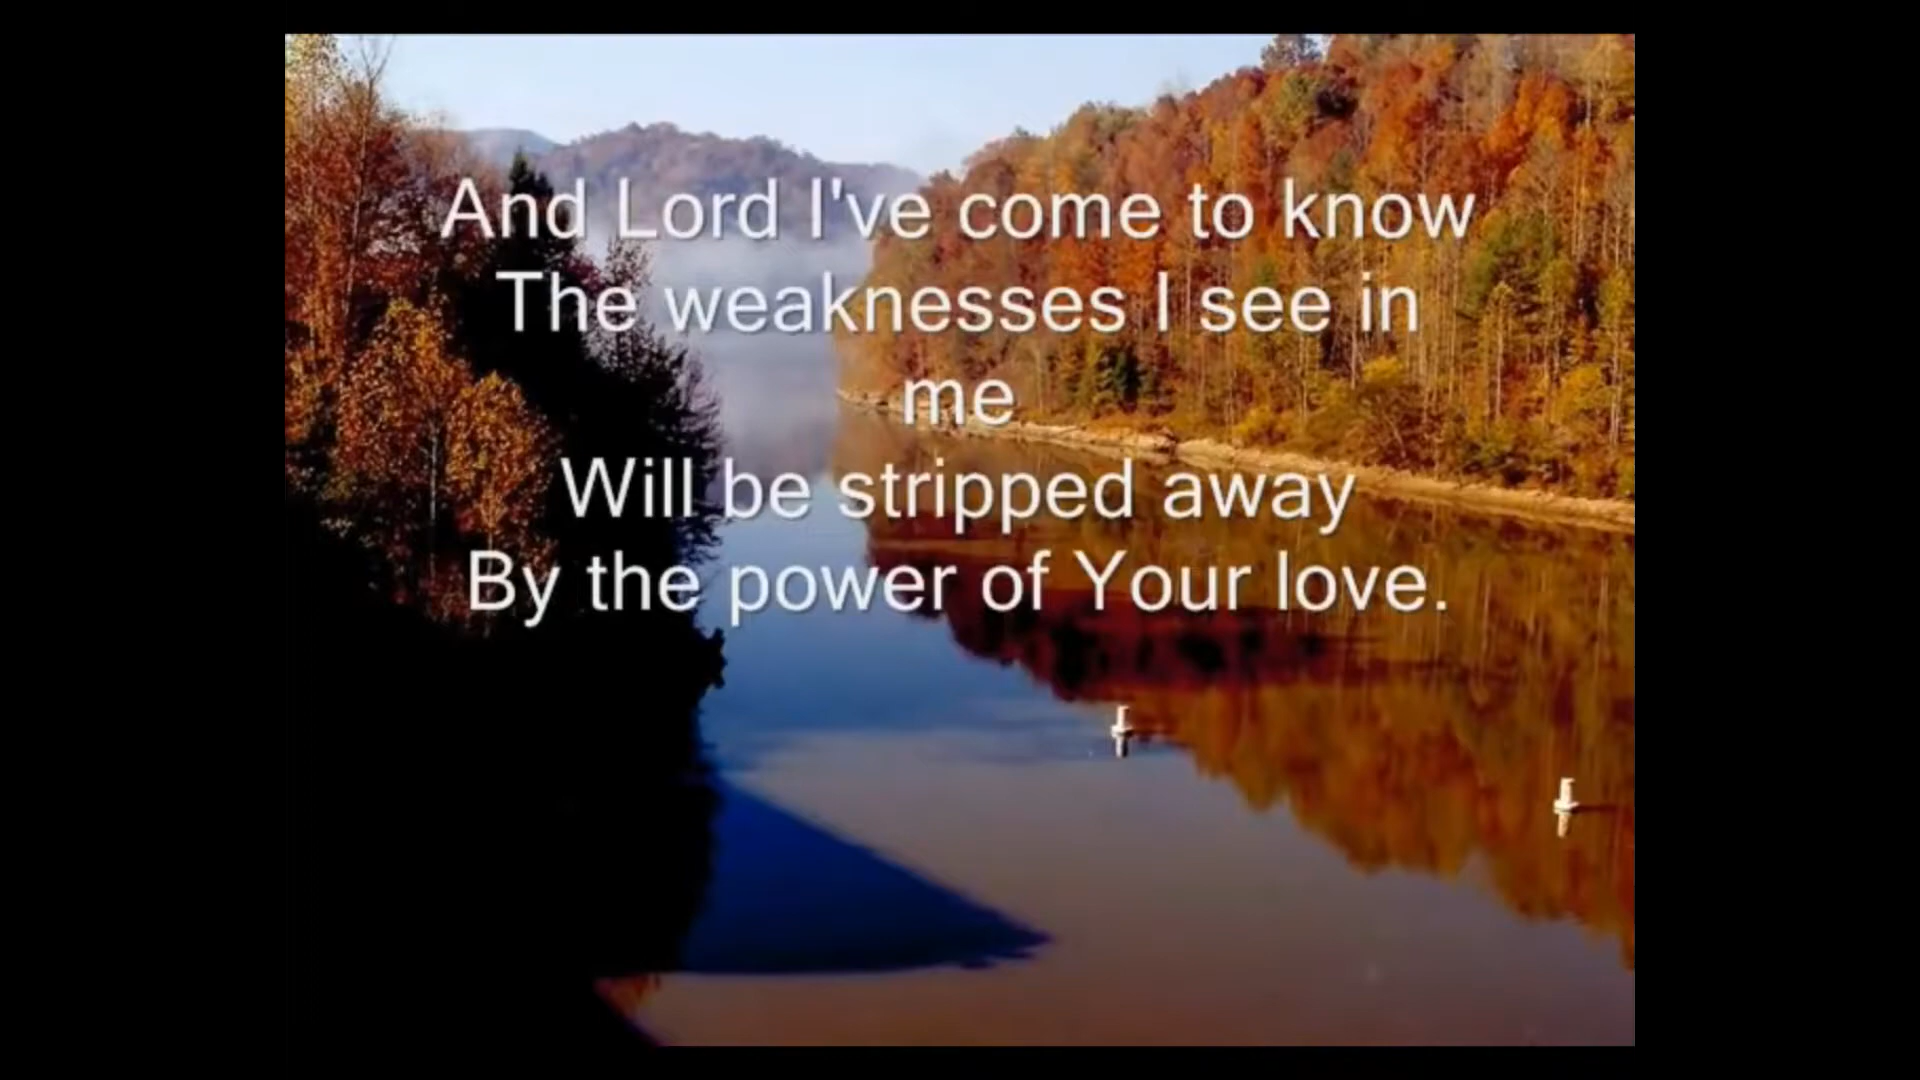 And Lord I've come to know
The weaknesses I see in
me
Will be stripped away
By the power of Your love.